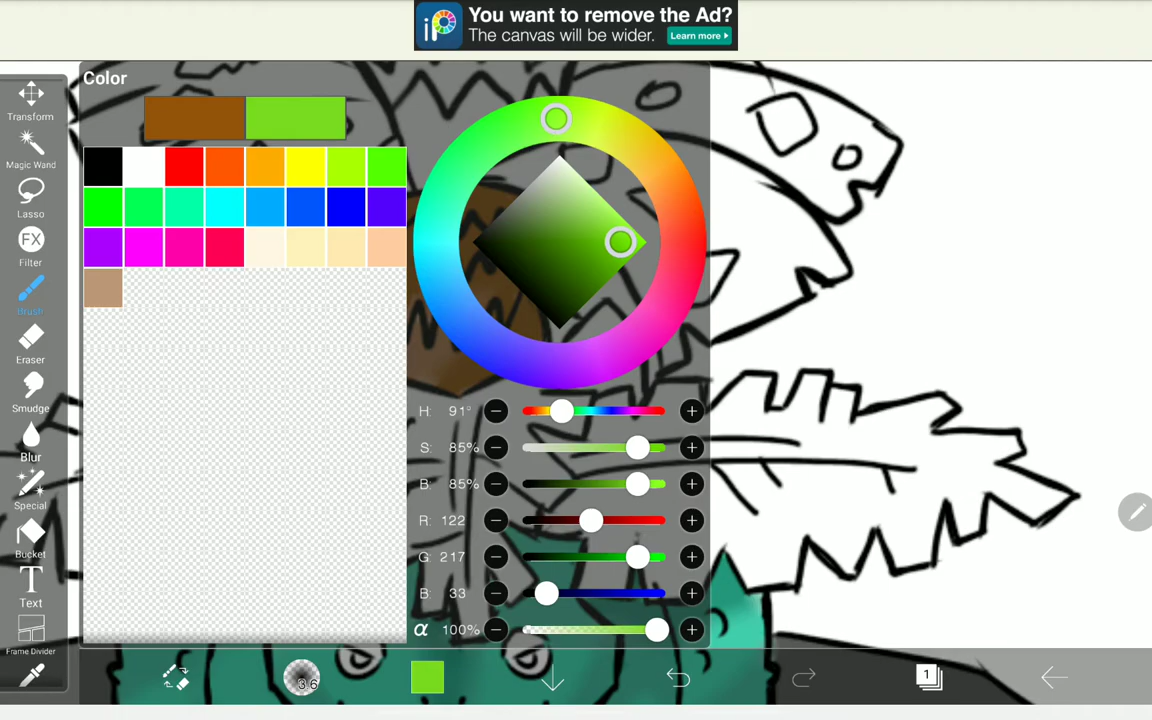 You want to remove the Ad?
The canvas will be wider.
Learn more
iP
Color
Transform
Magic Wand
Lasso
FX
Filter
Brush
Eraser
Smudge
Blur
Special
Bucket
T
Text
Frame Divider
H: 91°
S: 85%
B: 85%
R: 122
G: 217
B: 33
α 100%
36
1